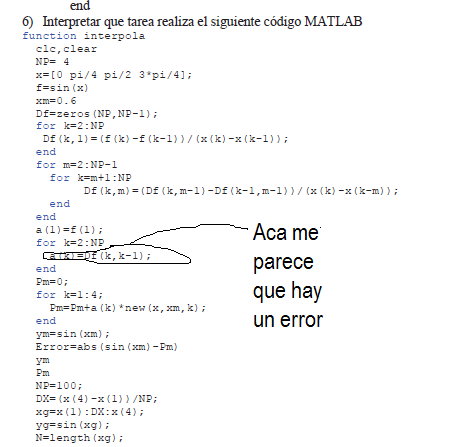 end
6) Interpretar que tarea realiza el siguiente código MATLAB
function interpola
clc,clear
NP= 4
x=[0 pi/4 pi/2 3*pi/4];
f=sin(x)
xm=0.6
Df=zeros(NP,NP-1);
for k=2:NP
Df(k,1)=(f(k)-f(k-1))/(x(k)-x(k-1));
end
for m=2:NP-1
for k=m+1:NP
Df(k,m)=(Df(k,m-1)-Df(k-1,m-1))/(x(k)-x(k-m));
end
end
a(1)=f(1);
for k=2:NP
a(k)=Df(k,k-1);
Aca me
parece
que hay
un error
end
Pm=0;
for k=1:4;
Pm=Pm+a(k)*new(x,xm,k);
end
ym=sin(xm);
Error=abs(sin(xm)-Pm)
ym
Pm
NP=100;
DX=(x(4)-x(1))/NP;
xg=x(1):DX:x(4);
yg=sin(xg);
N=length(xg);